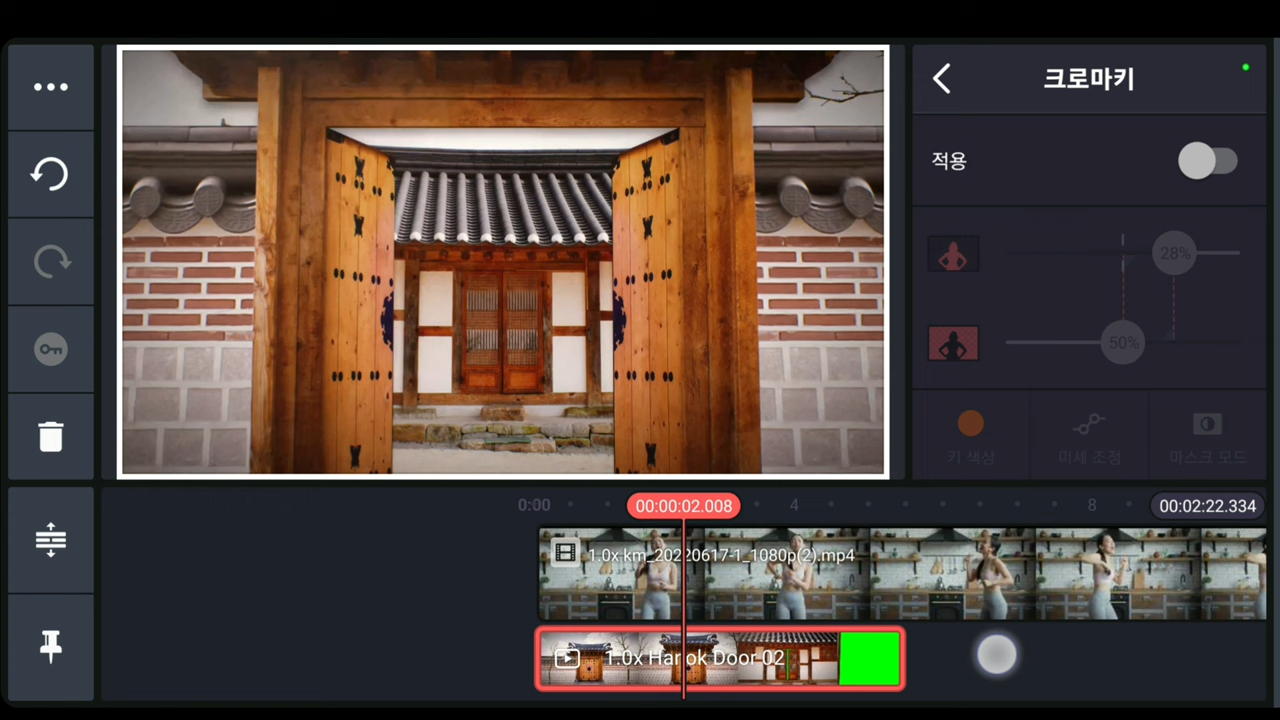 크로마키
적용
28%
50%
키 색상
미세 조정
마스크 모드
0:00
00:00:02.008
4
8
00:02:22.334
1.0x km_20220617-1_1080p(2).mp4
1.0x Hanok Door 02